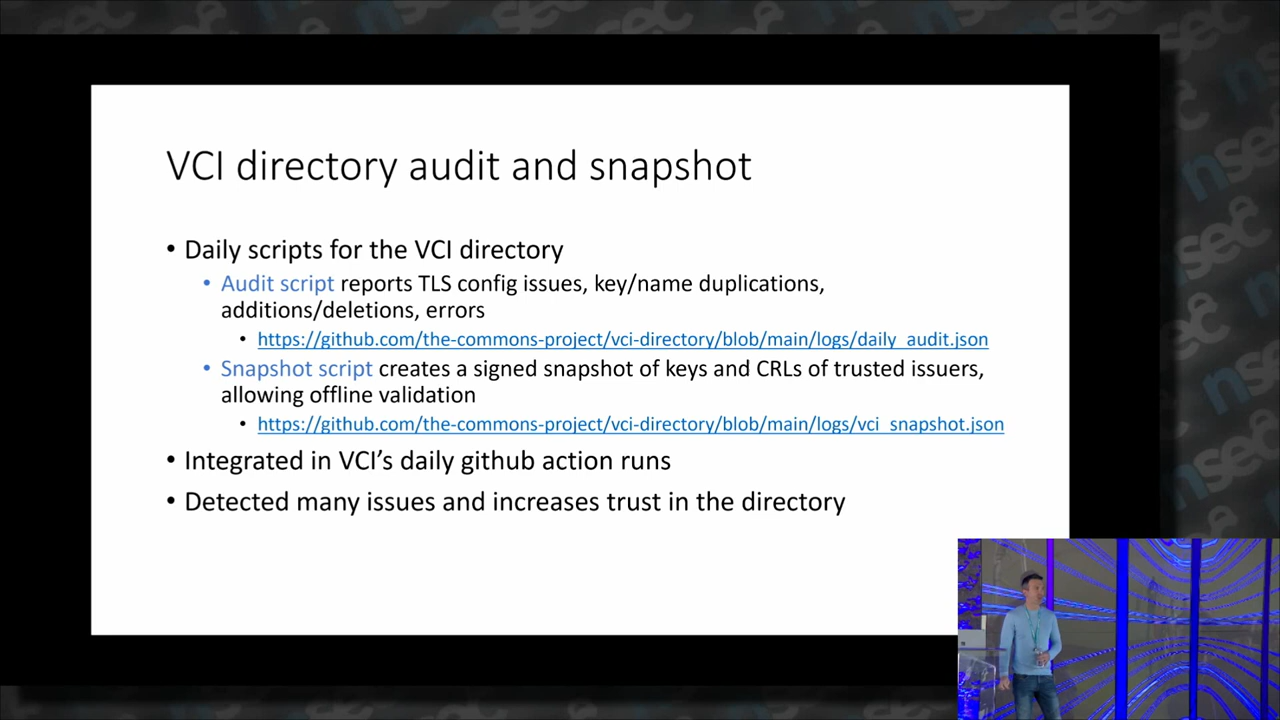 VCI directory audit and snapshot
• Daily scripts for the VCI directory
• Audit script reports TLS config issues, key/name duplications,
additions/deletions, errors
• https://github.com/the-commons-project/vci-directory/blob/main/logs/daily_audit.json
• Snapshot script creates a signed snapshot of keys and CRLs of trusted issuers,
allowing offline validation
• https://github.com/the-commons-project/vci-directory/blob/main/logs/vci_snapshot.json
• Integrated in VCI’s daily github action runs
• Detected many issues and increases trust in the directory
nsec
nsec
nsec
nsec